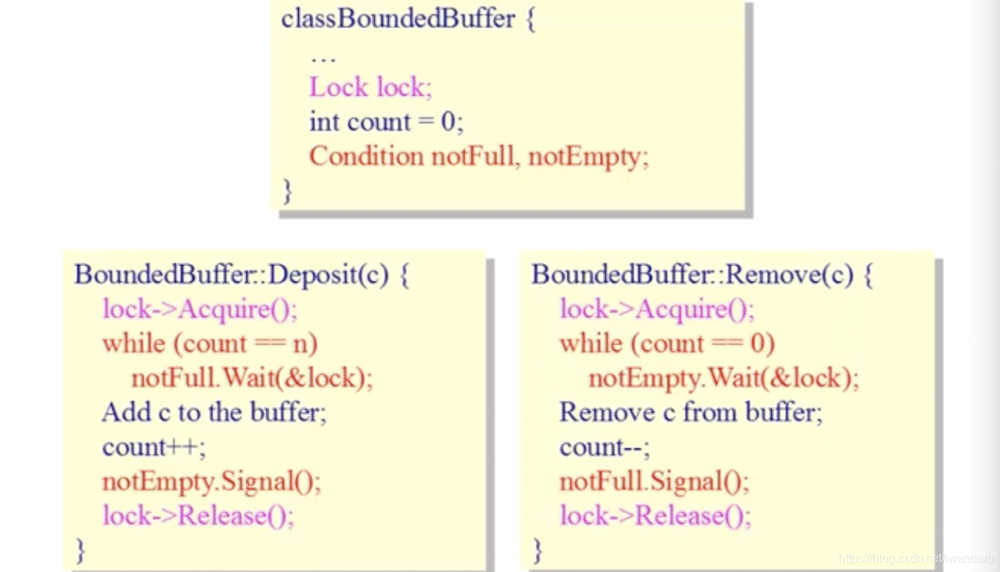 classBoundedBuffer {
...
Lock lock;
int count = 0;
Condition notFull, notEmpty;
}
BoundedBuffer::Deposit(c) {
lock->Acquire();
while (count == n)
notFull.Wait(&lock);
Add c to the buffer;
count++;
notEmpty.Signal();
lock->Release();
}
BoundedBuffer::Remove(c) {
lock->Acquire();
while (count == 0)
notEmpty.Wait(&lock);
Remove c from buffer;
count--;
notFull.Signal();
lock->Release();
}
https://blog.csdn.net/iwanderu